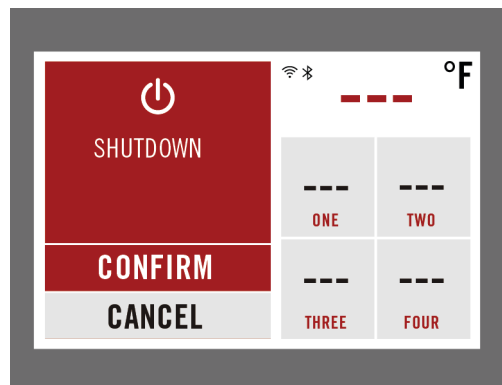 SHUTDOWN
CONFIRM
CANCEL
°F
---
---
ONE
---
TWO
---
THREE
---
FOUR